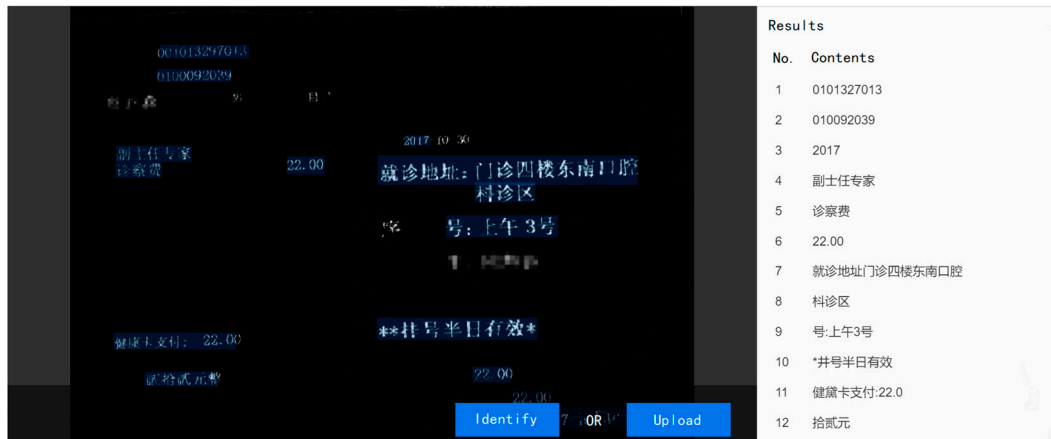 001013297013
0100092039
男
2017 10 30
副主任专家
诊察费
22.00
就诊地址: 门诊四楼东南口腔
科诊区
序 号: 上午 3号
**挂号半日有效*
健康卡支付: 22.00
贰拾贰元整
22.00
22.00
Identify OR Upload
Results
No. Contents
1 0101327013
2 010092039
3 2017
4 副士任专家
5 诊察费
6 22.00
7 就诊地址门诊四楼东南口腔
8 科诊区
9 号:上午3号
10 *井号半日有效
11 健黛卡支付:22.0
12 拾贰元